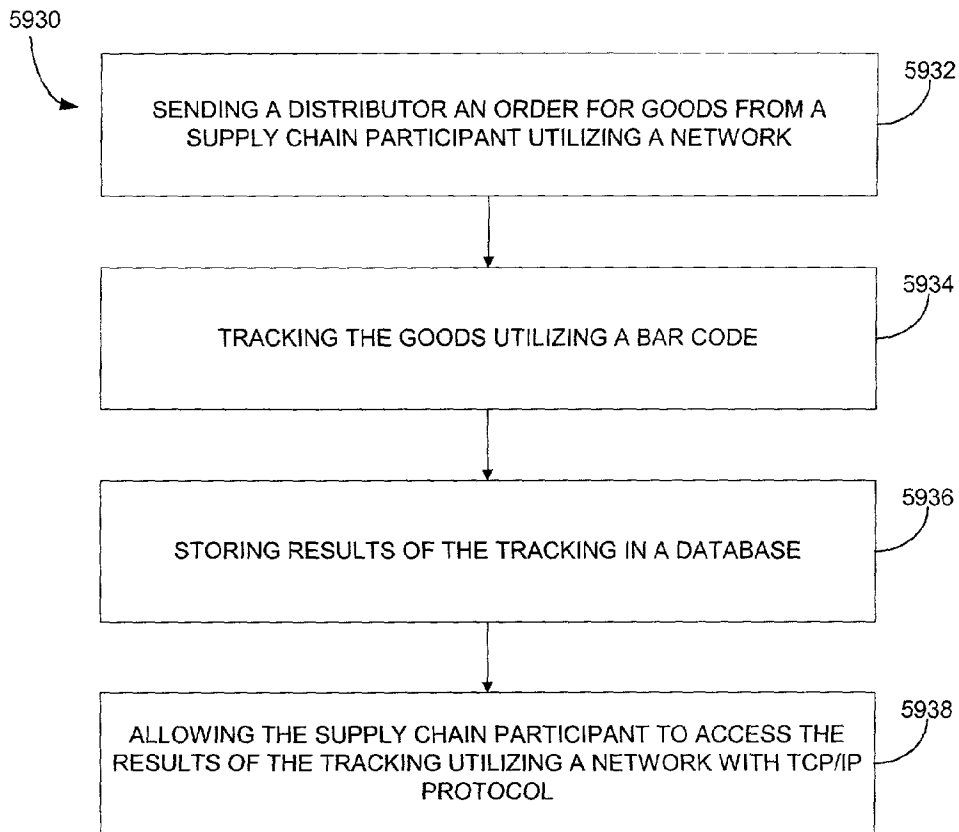 5930
5932
SENDING A DISTRIBUTOR AN ORDER FOR GOODS FROM A
SUPPLY CHAIN PARTICIPANT UTILIZING A NETWORK
5934
TRACKING THE GOODS UTILIZING A BAR CODE
5936
STORING RESULTS OF THE TRACKING IN A DATABASE
5938
ALLOWING THE SUPPLY CHAIN PARTICIPANT TO ACCESS THE
RESULTS OF THE TRACKING UTILIZING A NETWORK WITH TCP/IP
PROTOCOL